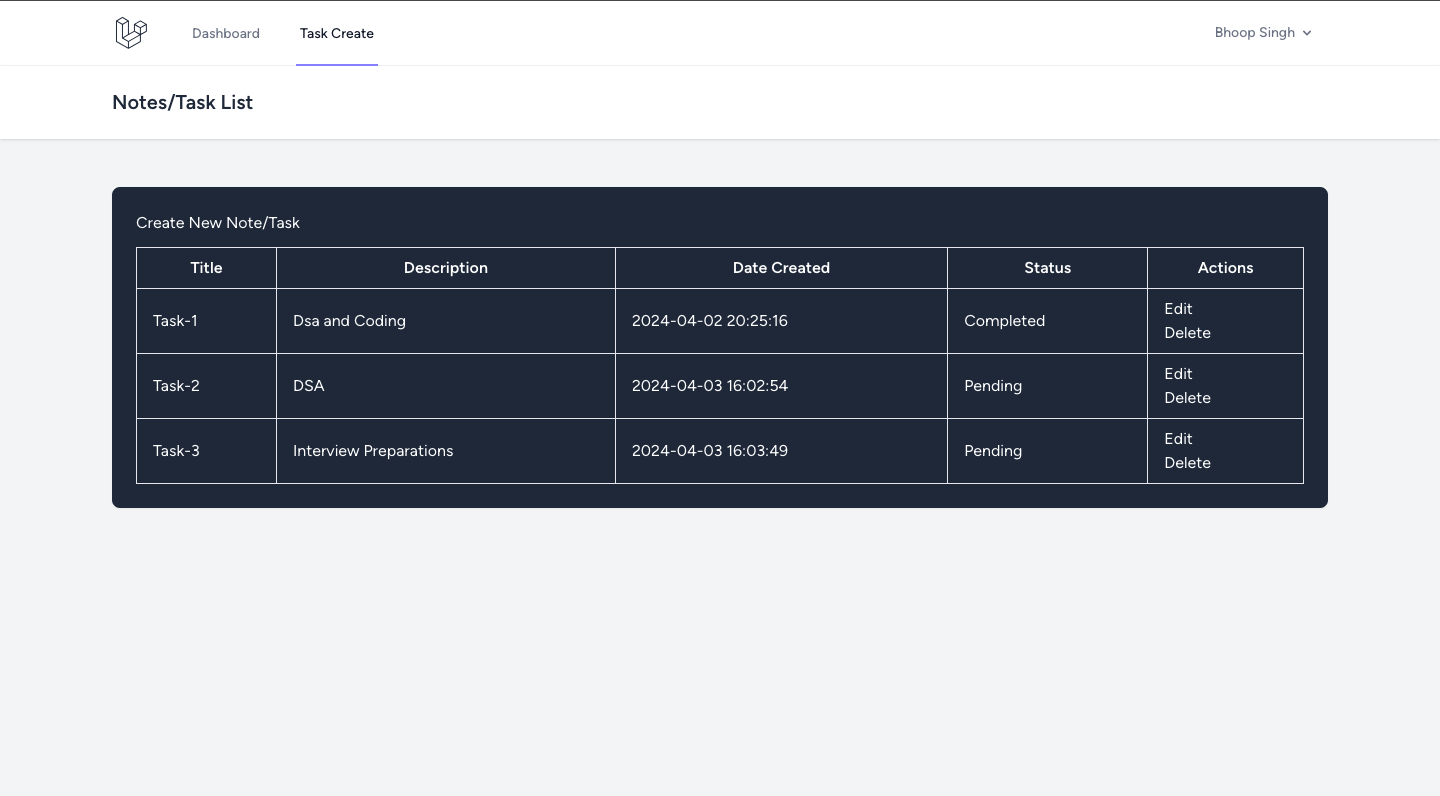 Dashboard Task Create Bhoop Singh
Notes/Task List
Create New Note/Task
Title Description Date Created Status Actions
Task-1 Dsa and Coding 2024-04-02 20:25:16 Completed Edit
Delete
Task-2 DSA 2024-04-03 16:02:54 Pending Edit
Delete
Task-3 Interview Preparations 2024-04-03 16:03:49 Pending Edit
Delete